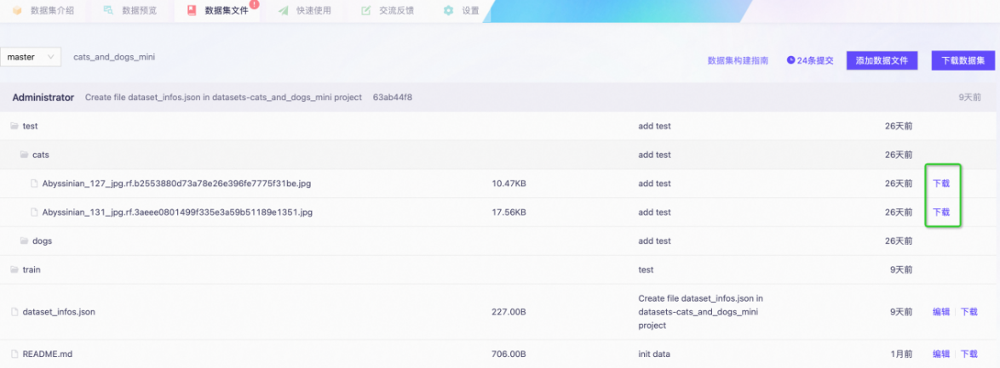 数据集介绍 数据预览 数据集文件 ! 快速使用 交流反馈 设置
master cats_and_dogs_mini 数据集构建指南 24条提交 添加数据文件 下载数据集
Administrator Create file dataset_infos.json in datasets-cats_and_dogs_mini project 63ab44f8 9天前
test add test 26天前
cats add test 26天前
Abyssinian_127_jpg.rf.b2553880d73a78e26e396fe7775f31be.jpg 10.47KB add test 26天前 下载
Abyssinian_131_jpg.rf.3aeee0801499f335e3a59b51189e1351.jpg 17.56KB add test 26天前 下载
dogs add test 26天前
train test 9天前
Create file dataset_infos.json in
dataset_infos.json 227.00B datasets-cats_and_dogs_mini 9天前 编辑 下载
project
README.md 706.00B init data 1月前 编辑 下载